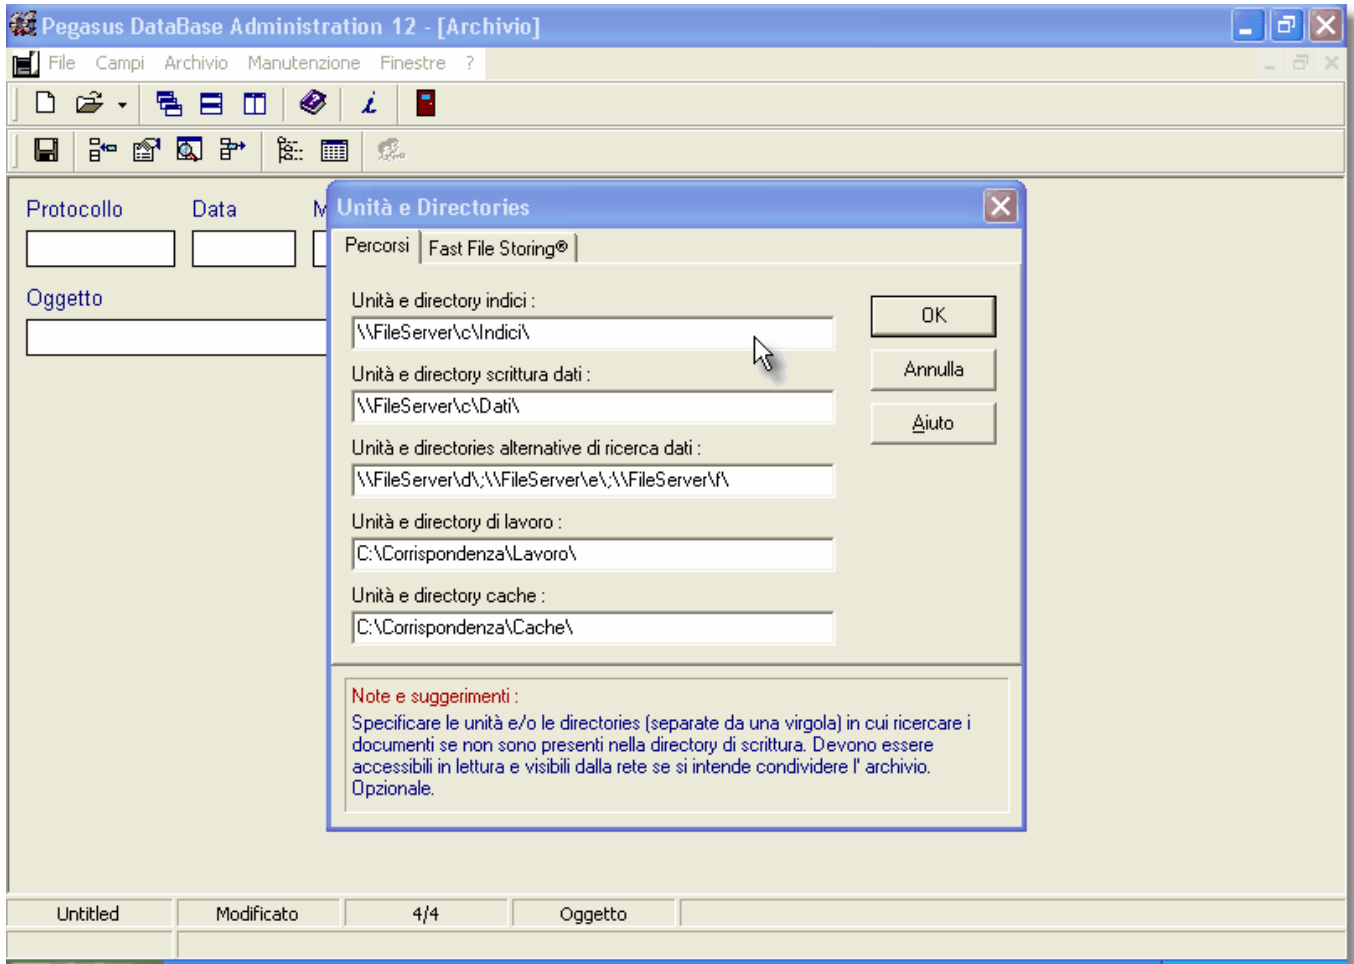 Pegasus DataBase Administration 12 - [Archivio]
File Campi Archivio Manutenzione Finestre ?
Protocollo Data M
Oggetto
Unità e Directories
Percorsi Fast File Storing®
Unità e directory indici :
\\FileServer\c\Indici\
OK
Unità e directory scrittura dati :
Annulla
\\FileServer\c\Dati\
Aiuto
Unità e directories alternative di ricerca dati :
\\FileServer\d\;\\FileServer\e\;\\FileServer\f\
Unità e directory di lavoro :
C:\Corrispondenza\Lavoro\
Unità e directory cache :
C:\Corrispondenza\Cache\
Note e suggerimenti :
Specificare le unità e/o le directories (separate da una virgola) in cui ricercare i
documenti se non sono presenti nella directory di scrittura. Devono essere
accessibili in lettura e visibili dalla rete se si intende condividere l' archivio.
Opzionale.
Untitled Modificato 4/4 Oggetto